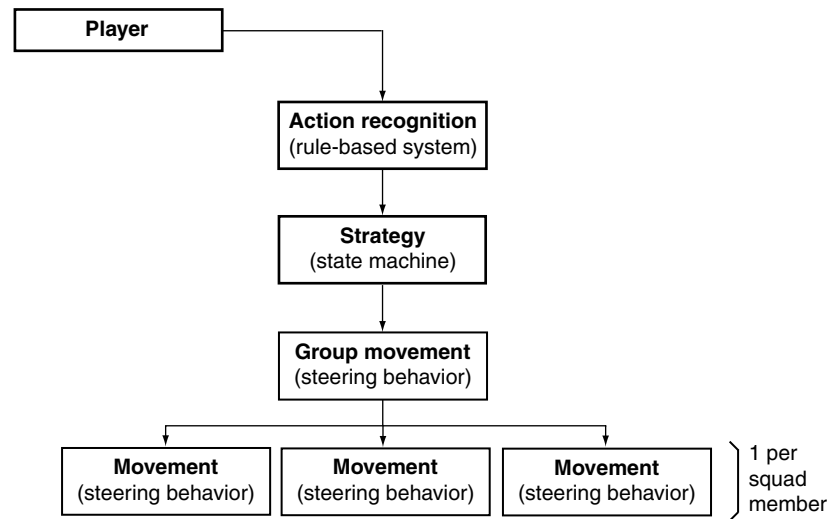 Player
Action recognition
(rule-based system)
Strategy
(state machine)
Group movement
(steering behavior)
Movement
(steering behavior)
Movement
(steering behavior)
Movement
(steering behavior)
1 per
squad
member